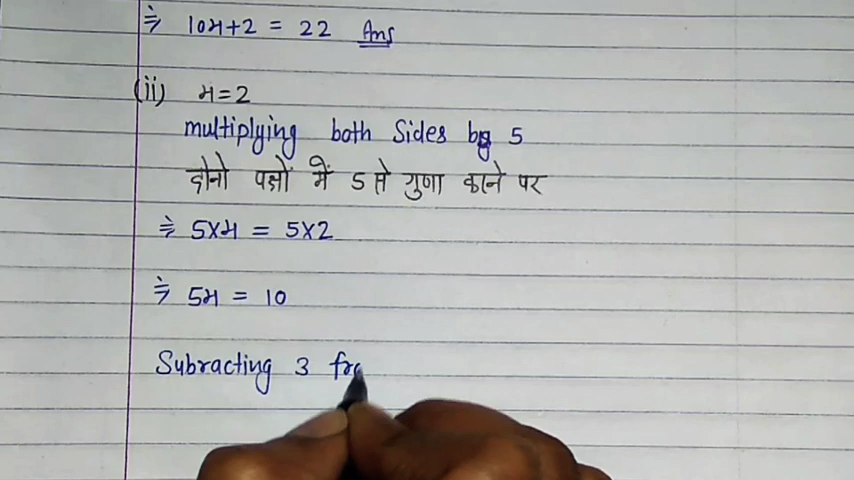 ⇒ 10x+2 = 22 Ans
(ii) x=2
multiplying both Sides by 5
दोनो पक्षों में 5 से गुणा करने पर
⇒ 5×x = 5×2
⇒ 5x = 10
Subracting 3 fro